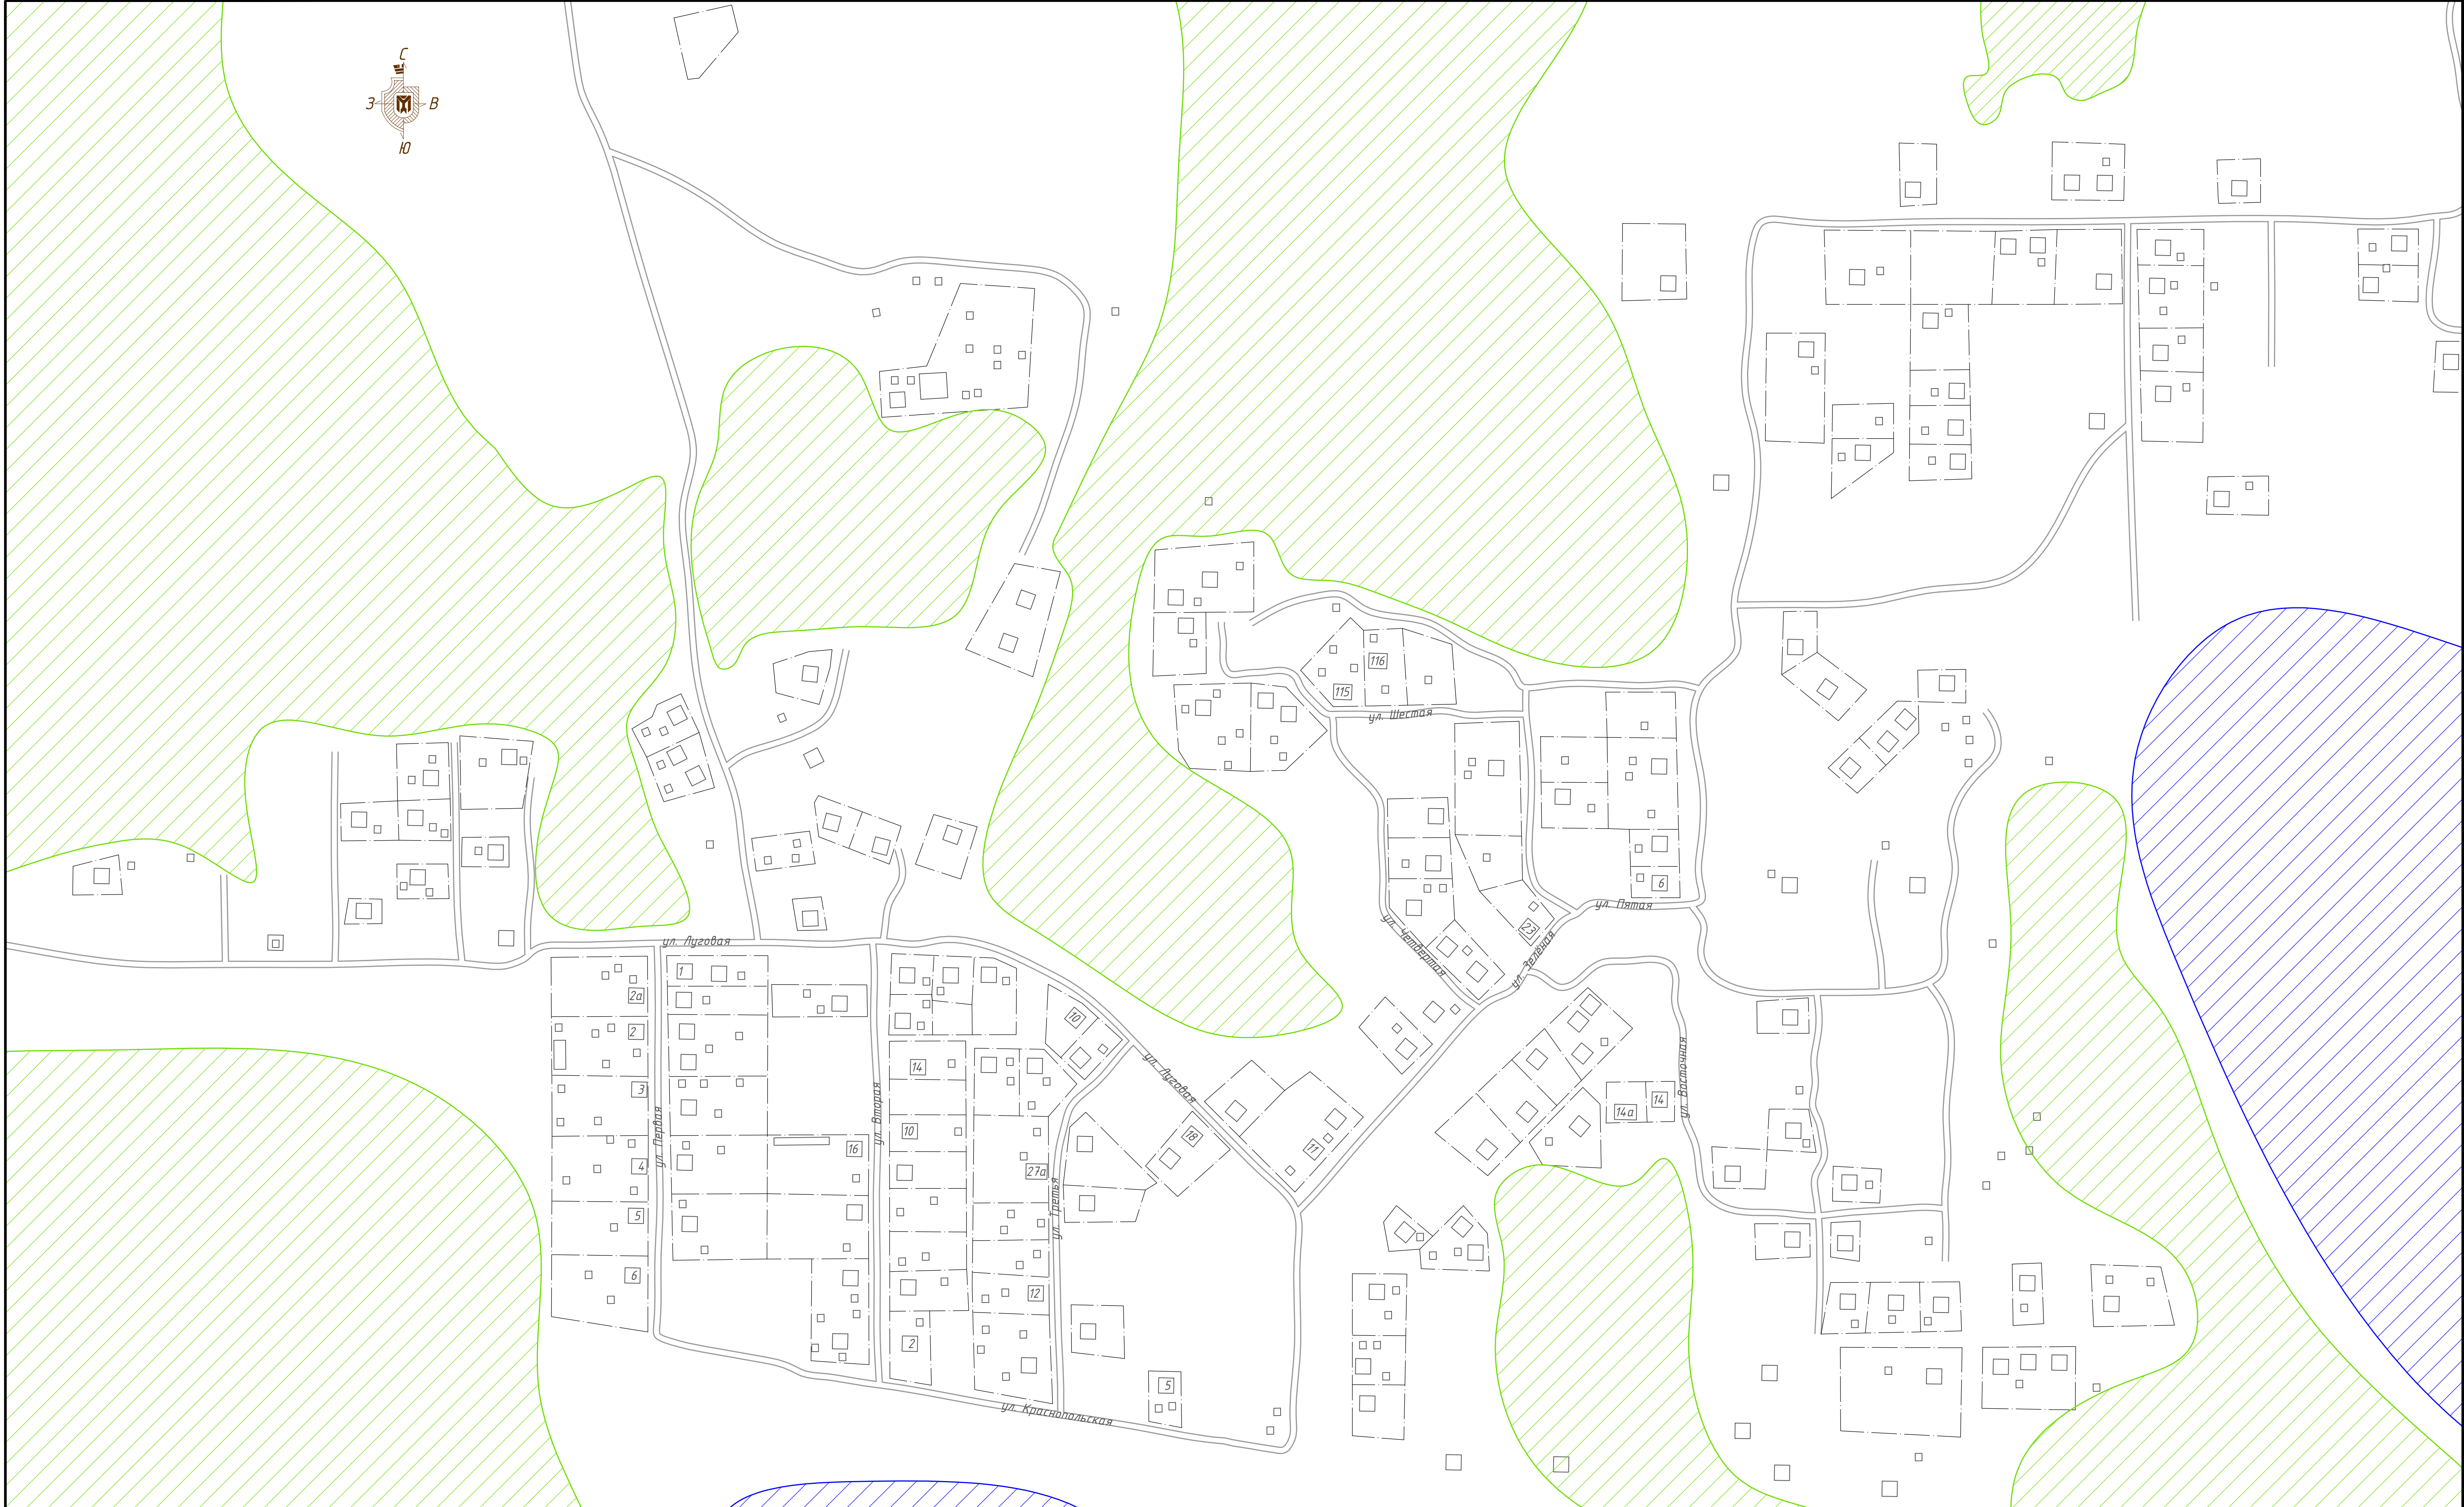 С
З
В
Ю
116
115
ул. Шестая
6
ул. Пятая
23
ул. Четвертая
ул. Зелёная
ул. Луговая
1
2а
2
10
14
3
ул. Луговая
ул. Восточная
14
14а
ул. Первая
ул. Вторая
10
18
16
11
4
27а
ул. Третья
5
6
12
2
5
ул. Краснопольская